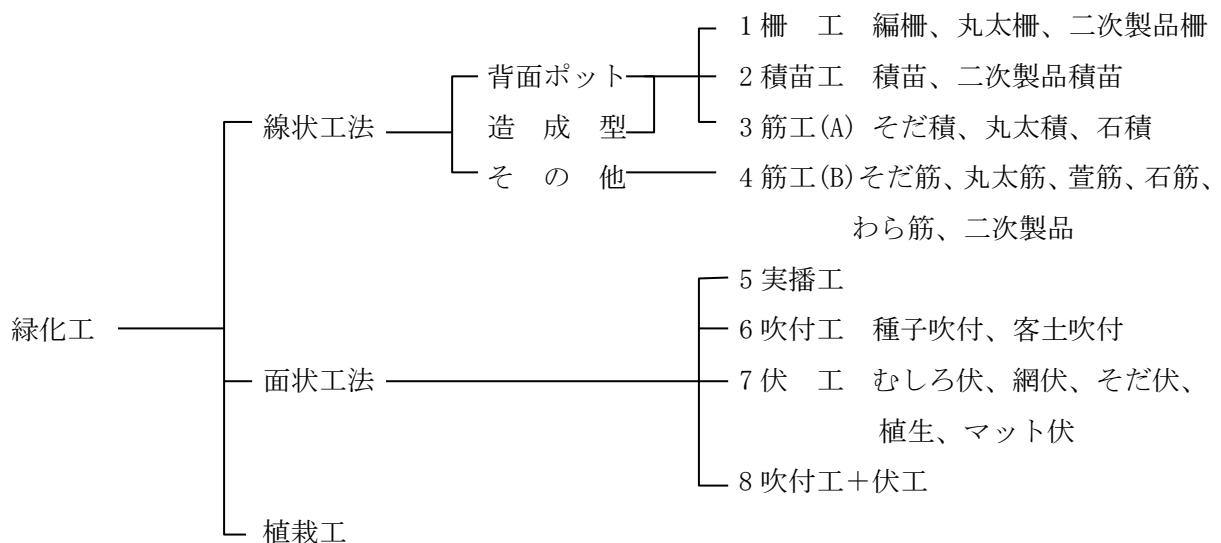 1 柵　工　編柵、丸太柵、二次製品柵
背面ポット
2 積苗工　積苗、二次製品積苗
線状工法
造　成　型
3 筋工(A) そだ積、丸太積、石積
そ　の　他
4 筋工(B)そだ筋、丸太筋、萱筋、石筋、
わら筋、二次製品
5 実播工
緑化工
6 吹付工　種子吹付、客土吹付
面状工法
7 伏　工　むしろ伏、網伏、そだ伏、
植生、マット伏
8 吹付工＋伏工
植栽工